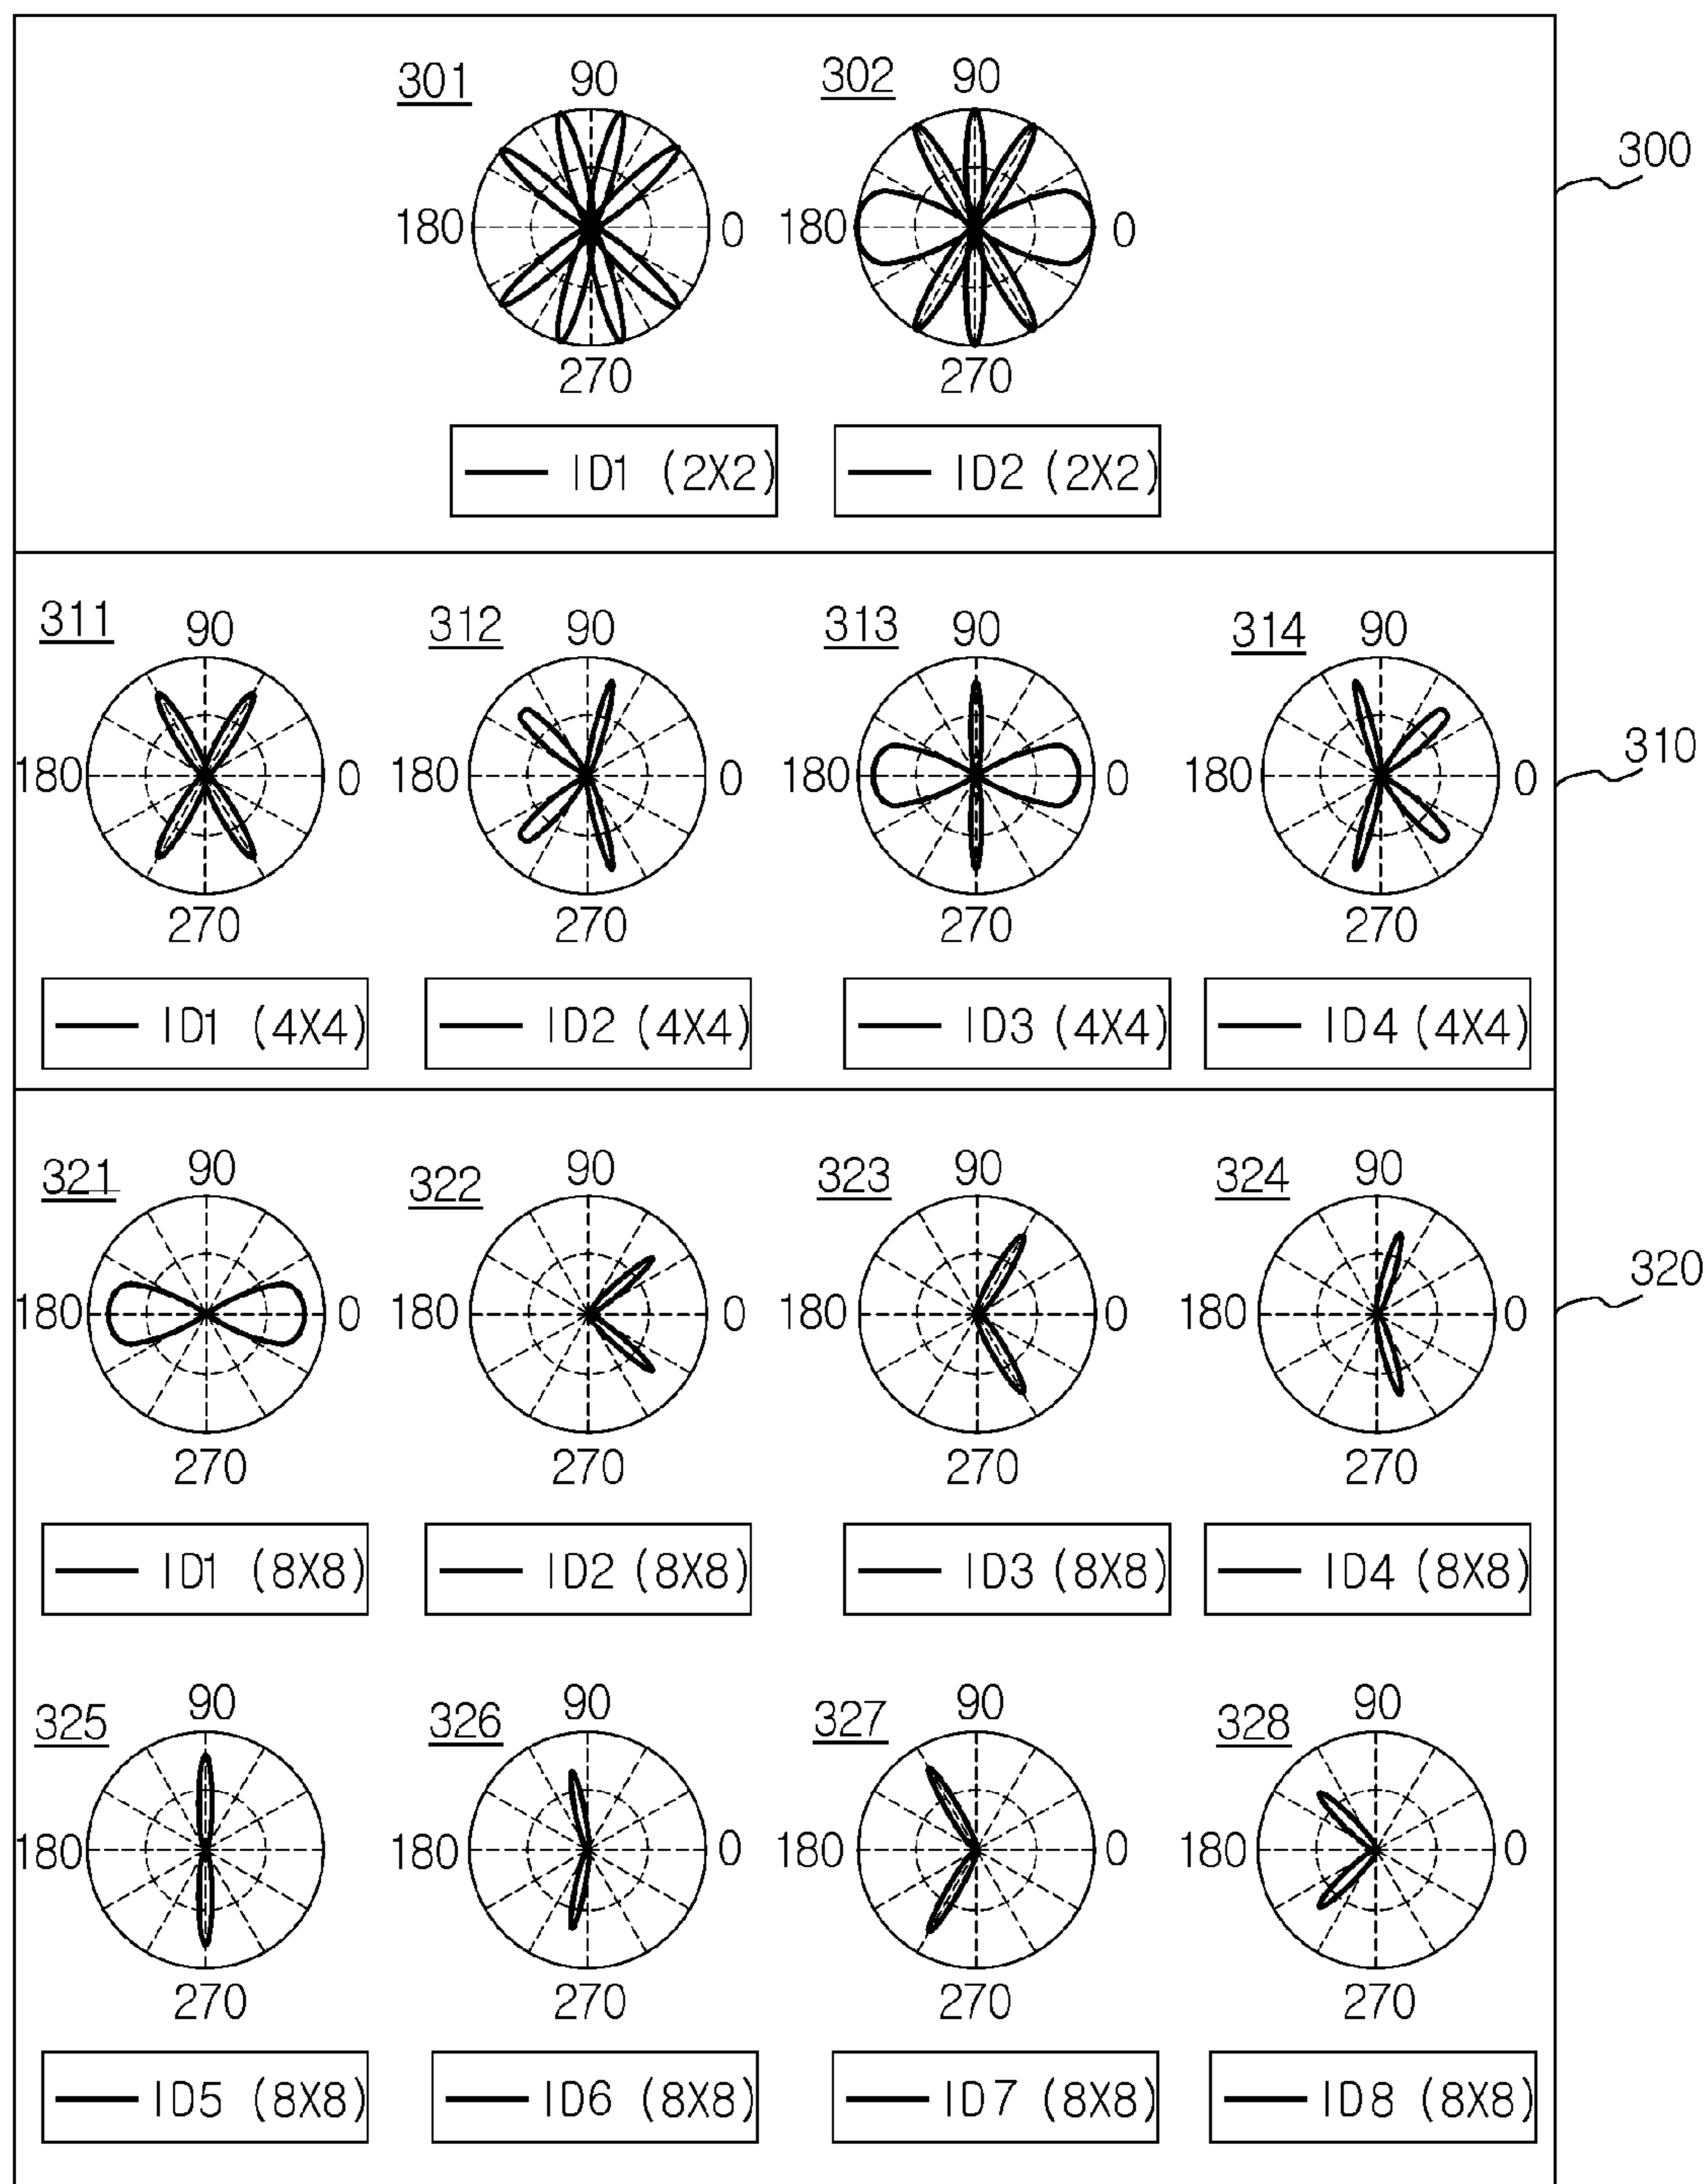 301 90 302 90
300
180 0 180 0
270 270
ID1 (2X2) ID2 (2X2)
311 90 312 90 313 90 314 90
310
180 0 180 0 180 0 180 0
270 270 270 270
ID1 (4X4) ID2 (4X4) ID3 (4X4) ID4 (4X4)
321 90 322 90 323 90 324 90
320
180 0 180 0 180 0 180 0
270 270 270 270
ID1 (8X8) ID2 (8X8) ID3 (8X8) ID4 (8X8)
325 90 326 90 327 90 328 90
180 180 0 180 0 180 0
270 270 270 270
ID5 (8X8) ID6 (8X8) ID7 (8X8) ID8 (8X8)